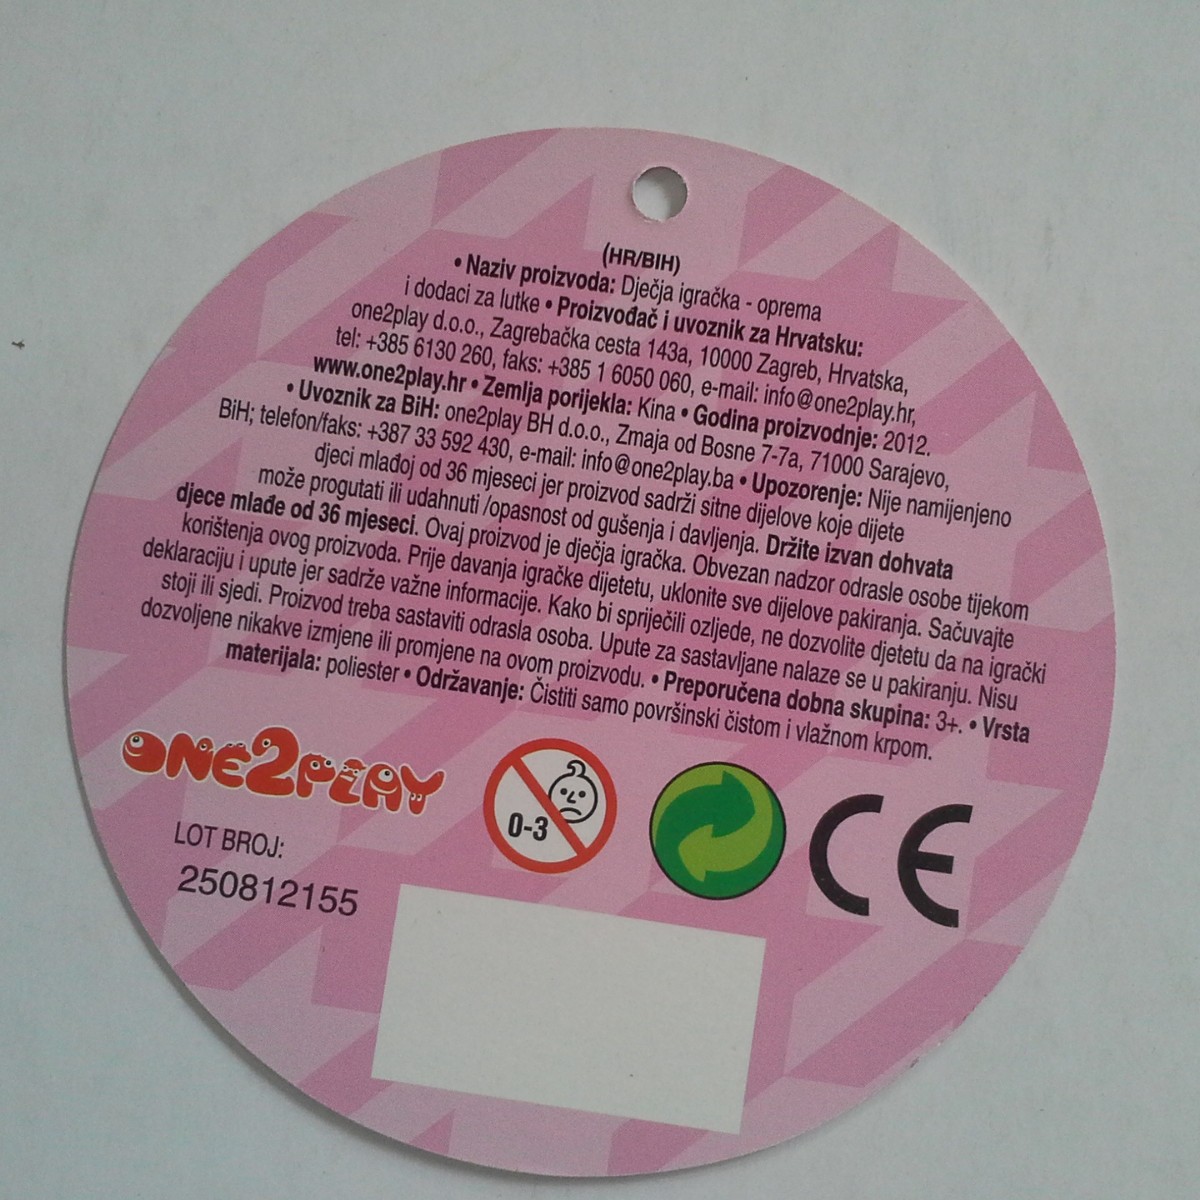 (HR/BIH)
• Naziv proizvoda: Dječja igračka - oprema
i dodaci za lutke • Proizvođač i uvoznik za Hrvatsku:
one2play d.o.o., Zagrebačka cesta 143a, 10000 Zagreb, Hrvatska,
tel: +385 6130 260, faks: +385 1 6050 060, e-mail: info@one2play.hr,
www.one2play.hr • Zemlja porijekla: Kina • Godina proizvodnje: 2012.
• Uvoznik za BiH: one2play BH d.o.o., Zmaja od Bosne 7-7a, 71000 Sarajevo,
BiH; telefon/faks: +387 33 592 430, e-mail: info@one2play.ba • Upozorenje: Nije namijenjeno
djeci mlađoj od 36 mjeseci jer proizvod sadrži sitne dijelove koje dijete
može progutati ili udahnuti /opasnost od gušenja i davljenja. Držite izvan dohvata
djece mlađe od 36 mjeseci. Ovaj proizvod je dječja igračka. Obvezan nadzor odrasle osobe tijekom
korištenja ovog proizvoda. Prije davanja igračke dijetetu, uklonite sve dijelove pakiranja. Sačuvajte
deklaraciju i upute jer sadrže važne informacije. Kako bi spriječili ozljede, ne dozvolite djetetu da na igrački
stoji ili sjedi. Proizvod treba sastaviti odrasla osoba. Upute za sastavljane nalaze se u pakiranju. Nisu
dozvoljene nikakve izmjene ili promjene na ovom proizvodu. • Preporučena dobna skupina: 3+. • Vrsta
materijala: poliester • Održavanje: Čistiti samo površinski čistom i vlažnom krpom.
ONE2PLAY
0-3
CE
LOT BROJ:
250812155